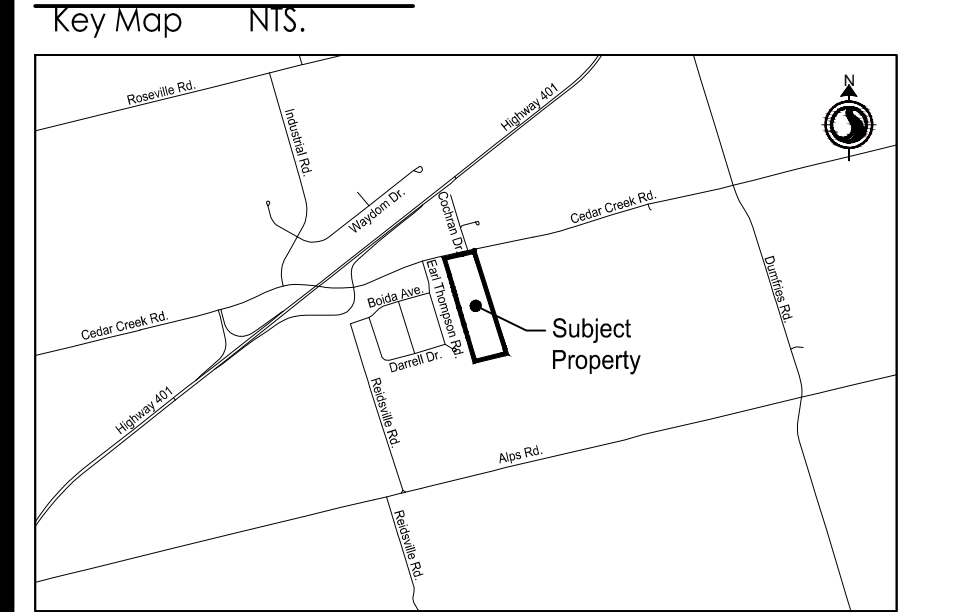 Key Map NTS.
Roseville Rd.
Industrial Rd.
Highway 401
N
Waydom Dr.
Cochran Dr.
Cedar Creek Rd.
Earl Thompson Rd.
Dumfries Rd.
Boida Ave.
Cedar Creek Rd.
Subject
Property
Darrell Dr.
Highway 401
Reidsville Rd.
Alps Rd.
Reidsville Rd.